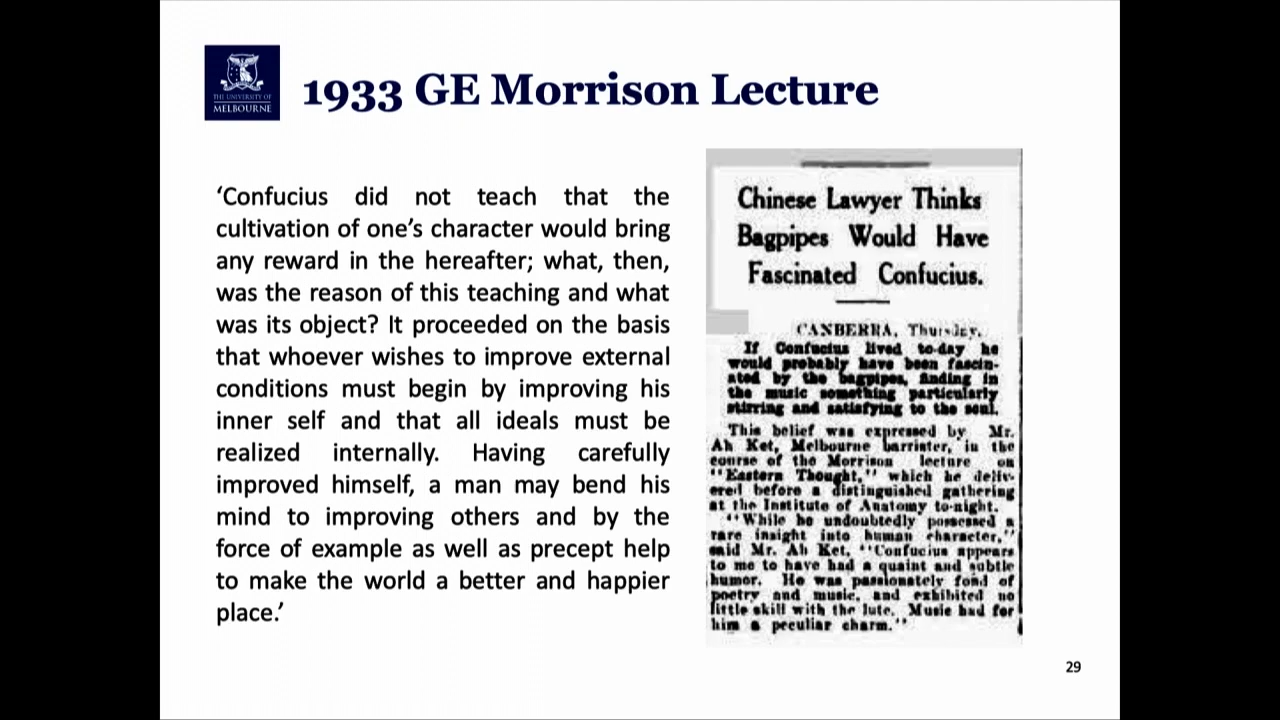 THE UNIVERSITY OF
MELBOURNE
1933 GE Morrison Lecture
‘Confucius did not teach that the
cultivation of one’s character would bring
any reward in the hereafter; what, then,
was the reason of this teaching and what
was its object? It proceeded on the basis
that whoever wishes to improve external
conditions must begin by improving his
inner self and that all ideals must be
realized internally. Having carefully
improved himself, a man may bend his
mind to improving others and by the
force of example as well as precept help
to make the world a better and happier
place.’
Chinese Lawyer Thinks
Bagpipes Would Have
Fascinated Confucius.
CANBERRA, Thursday.
If Confucius lived to-day he
would probably have been fascin-
ated by the bagpipes, finding in
the music something particularly
stirring and satisfying to the soul.
This belief was expressed by Mr.
Ah Ket, Melbourne barrister, in the
course of the Morrison lecture on
"Eastern Thought," which he deliv-
ered before a distinguished gathering
at the Institute of Anatomy to-night.
"While he undoubtedly possessed a
rare insight into human character,"
said Mr. Ah Ket, "Confucius appears
to me to have had a quaint and subtle
humor. He was passionately fond of
poetry and music, and exhibited no
little skill with the lute. Music had for
him a peculiar charm."
29